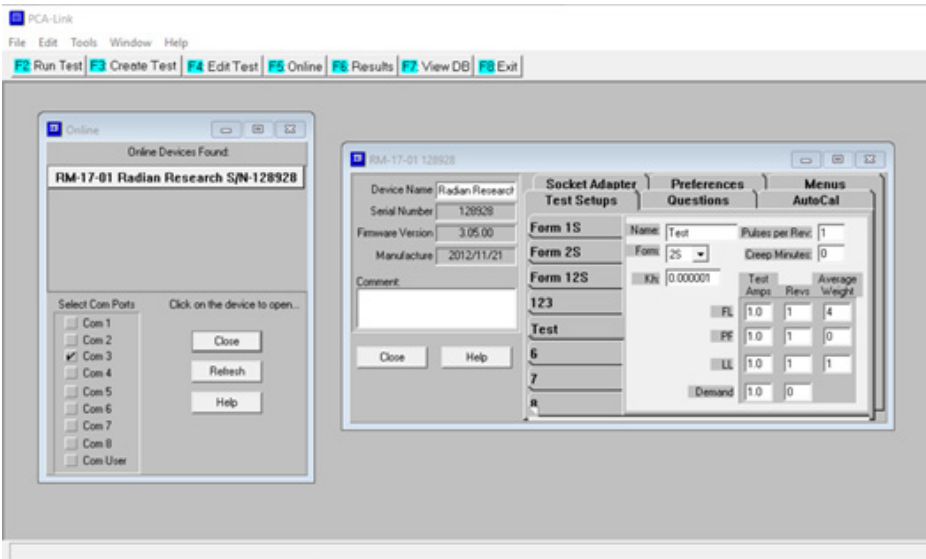 PCA-Link
File Edit Tools Window Help
F2 Run Test F3 Create Test F4 Edit Test F5 Online F6 Results F7 View DB F8 Exit
Online
Online Devices Found:
RM-17-01 Radian Research S/N-128928
Select Com Ports
Click on the device to open...
Com 1
Com 2
Com 3
Com 4
Com 5
Com 6
Com 7
Com 8
Com User
Close
Refresh
Help
RM-17-01 128928
Device Name Radian Research
Serial Number 128928
Firmware Version 3.05.00
Manufacture 2012/11/21
Comment:
Close Help
Socket Adapter Preferences Menus
Test Setups Questions AutoCal
Form 1S
Form 2S
Form 12S
123
Test
6
7
8
Name: Test Pulses per Rev: 1
Form: 2S Creep Minutes: 0
Kh: 0.000001
Test Amps Revs Average Weight
FL 1.0 1 4
PF 1.0 1 0
LL 1.0 1 1
Demand 1.0 0